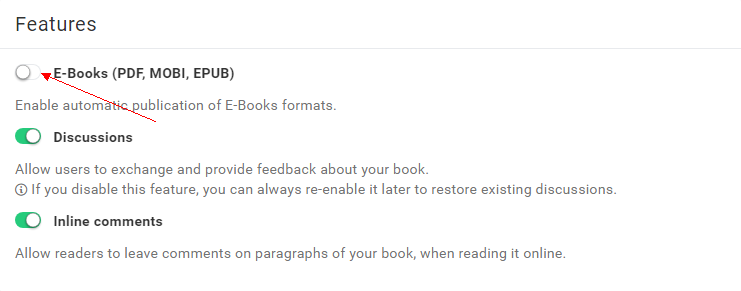 Features
E-Books (PDF, MOBI, EPUB)
Enable automatic publication of E-Books formats.
Discussions
Allow users to exchange and provide feedback about your book.
If you disable this feature, you can always re-enable it later to restore existing discussions.
Inline comments
Allow readers to leave comments on paragraphs of your book, when reading it online.